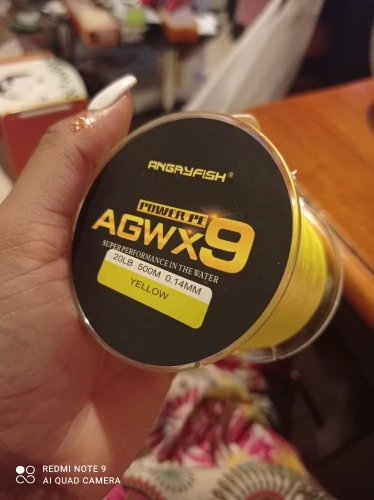 ANGRYFISH®
POWER PE
AGWX9
SUPER PERFORMANCE IN THE WATER
20LB 500M 0.14MM
YELLOW
REDMI NOTE 9
AI QUAD CAMERA